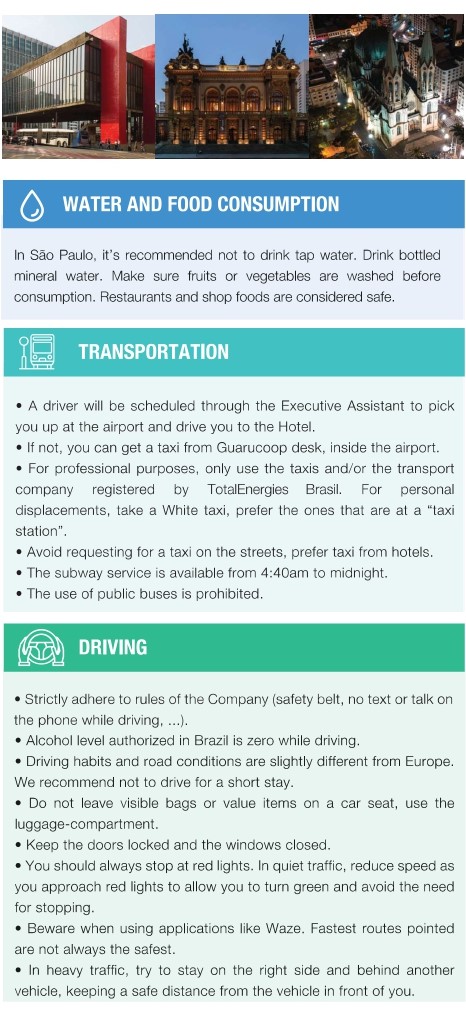 WATER AND FOOD CONSUMPTION
In São Paulo, it's recommended not to drink tap water. Drink bottled
mineral water. Make sure fruits or vegetables are washed before
consumption. Restaurants and shop foods are considered safe.
TRANSPORTATION
• A driver will be scheduled through the Executive Assistant to pick
you up at the airport and drive you to the Hotel.
• If not, you can get a taxi from Guarucoop desk, inside the airport.
• For professional purposes, only use the taxis and/or the transport
company registered by TotalEnergies Brasil. For personal
displacements, take a White taxi, prefer the ones that are at a "taxi
station".
• Avoid requesting for a taxi on the streets, prefer taxi from hotels.
• The subway service is available from 4:40am to midnight.
• The use of public buses is prohibited.
DRIVING
• Strictly adhere to rules of the Company (safety belt, no text or talk on
the phone while driving, ...).
• Alcohol level authorized in Brazil is zero while driving.
• Driving habits and road conditions are slightly different from Europe.
We recommend not to drive for a short stay.
• Do not leave visible bags or value items on a car seat, use the
luggage-compartment.
• Keep the doors locked and the windows closed.
• You should always stop at red lights. In quiet traffic, reduce speed as
you approach red lights to allow you to turn green and avoid the need
for stopping.
• Beware when using applications like Waze. Fastest routes pointed
are not always the safest.
• In heavy traffic, try to stay on the right side and behind another
vehicle, keeping a safe distance from the vehicle in front of you.